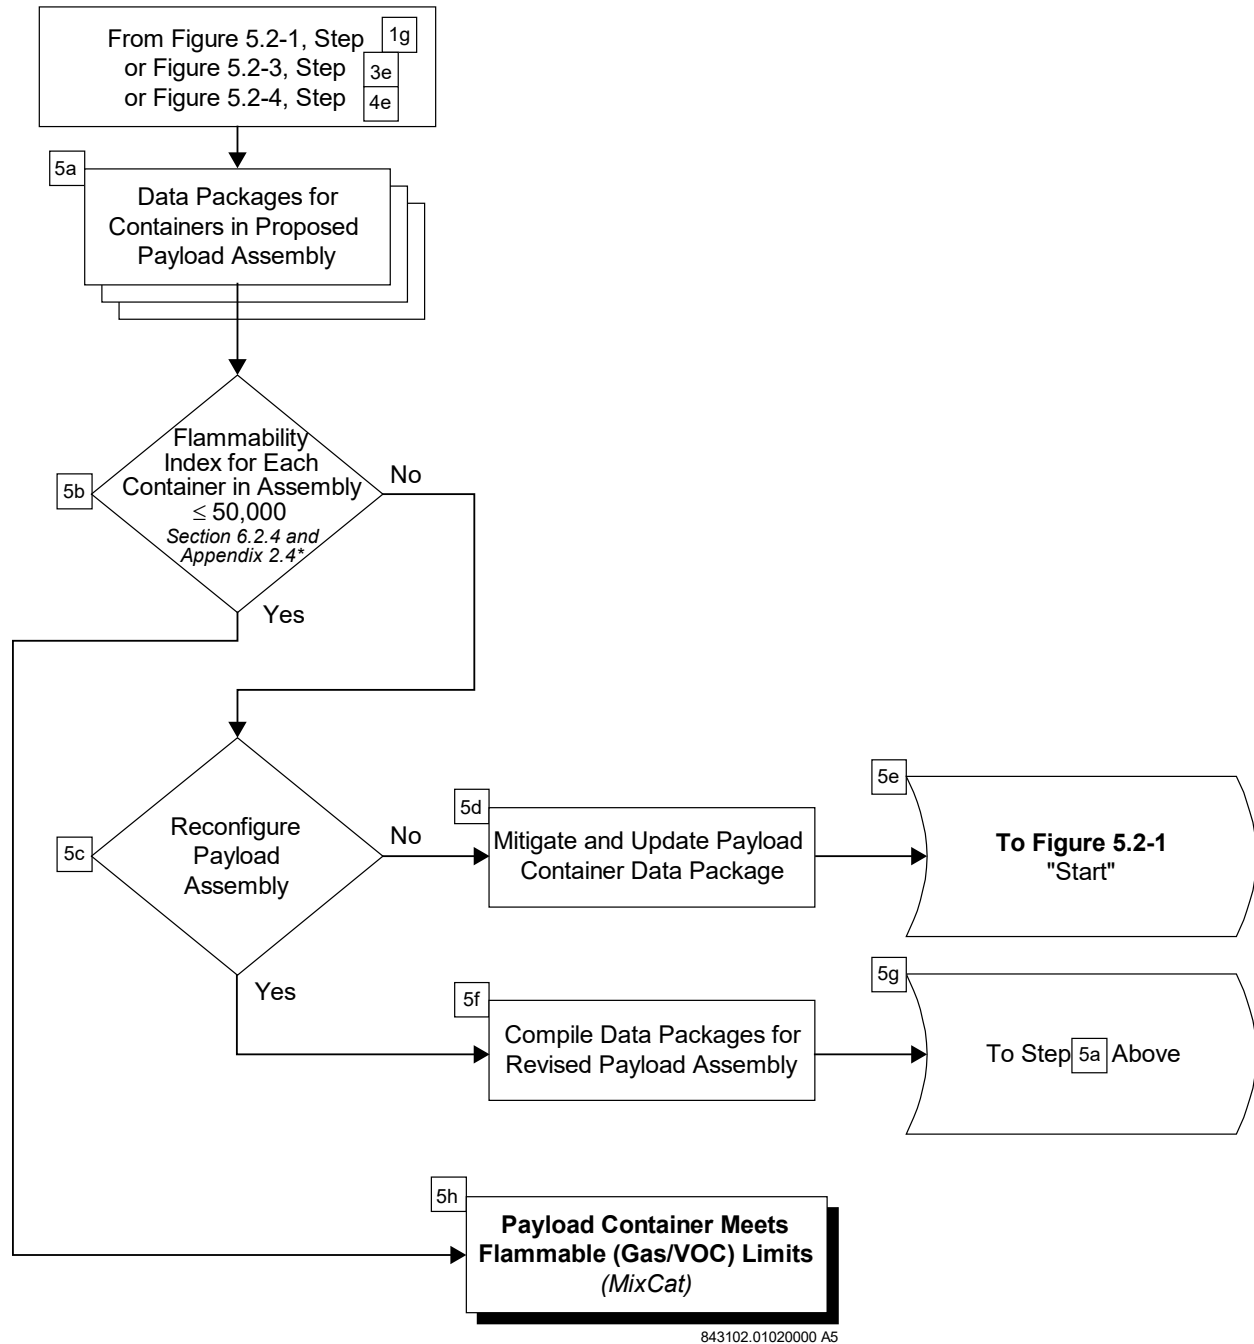 From Figure 5.2-1, Step 1g
or Figure 5.2-3, Step 3e
or Figure 5.2-4, Step 4e
5a
Data Packages for
Containers in Proposed
Payload Assembly
5b
Flammability
Index for Each
Container in Assembly
≤ 50,000
Section 6.2.4 and
Appendix 2.4*
No
Yes
5c
Reconfigure
Payload
Assembly
No
Yes
5d
Mitigate and Update Payload
Container Data Package
5e
To Figure 5.2-1
"Start"
5f
Compile Data Packages for
Revised Payload Assembly
5g
To Step 5a Above
5h
Payload Container Meets
Flammable (Gas/VOC) Limits
(MixCat)
843102.01020000 A5